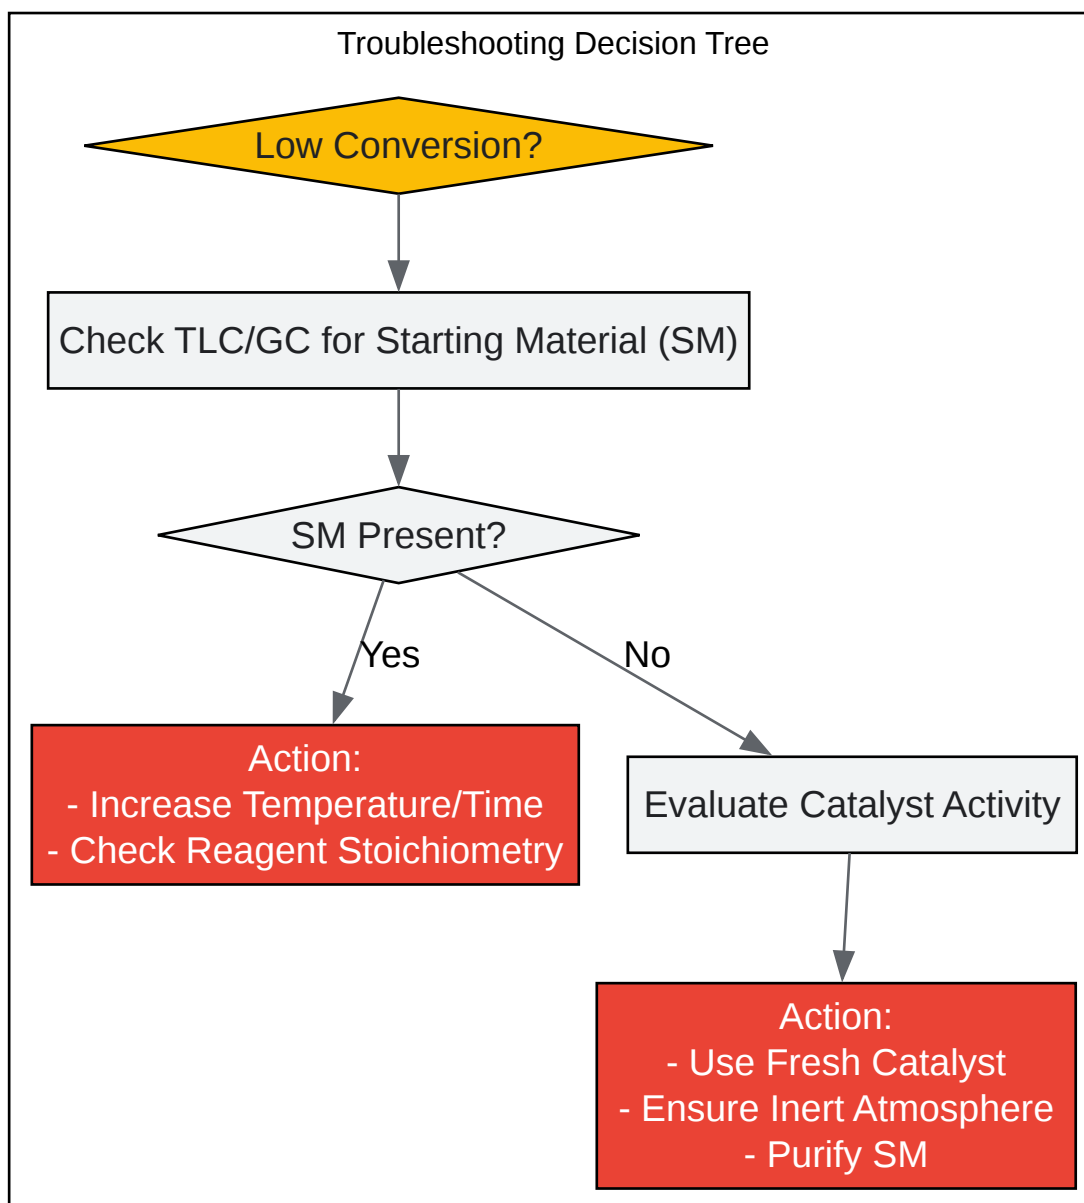 Troubleshooting Decision Tree
Low Conversion?
Check TLC/GC for Starting Material (SM)
SM Present?
Yes
No
Action:
- Increase Temperature/Time
- Check Reagent Stoichiometry
Evaluate Catalyst Activity
Action:
- Use Fresh Catalyst
- Ensure Inert Atmosphere
- Purify SM